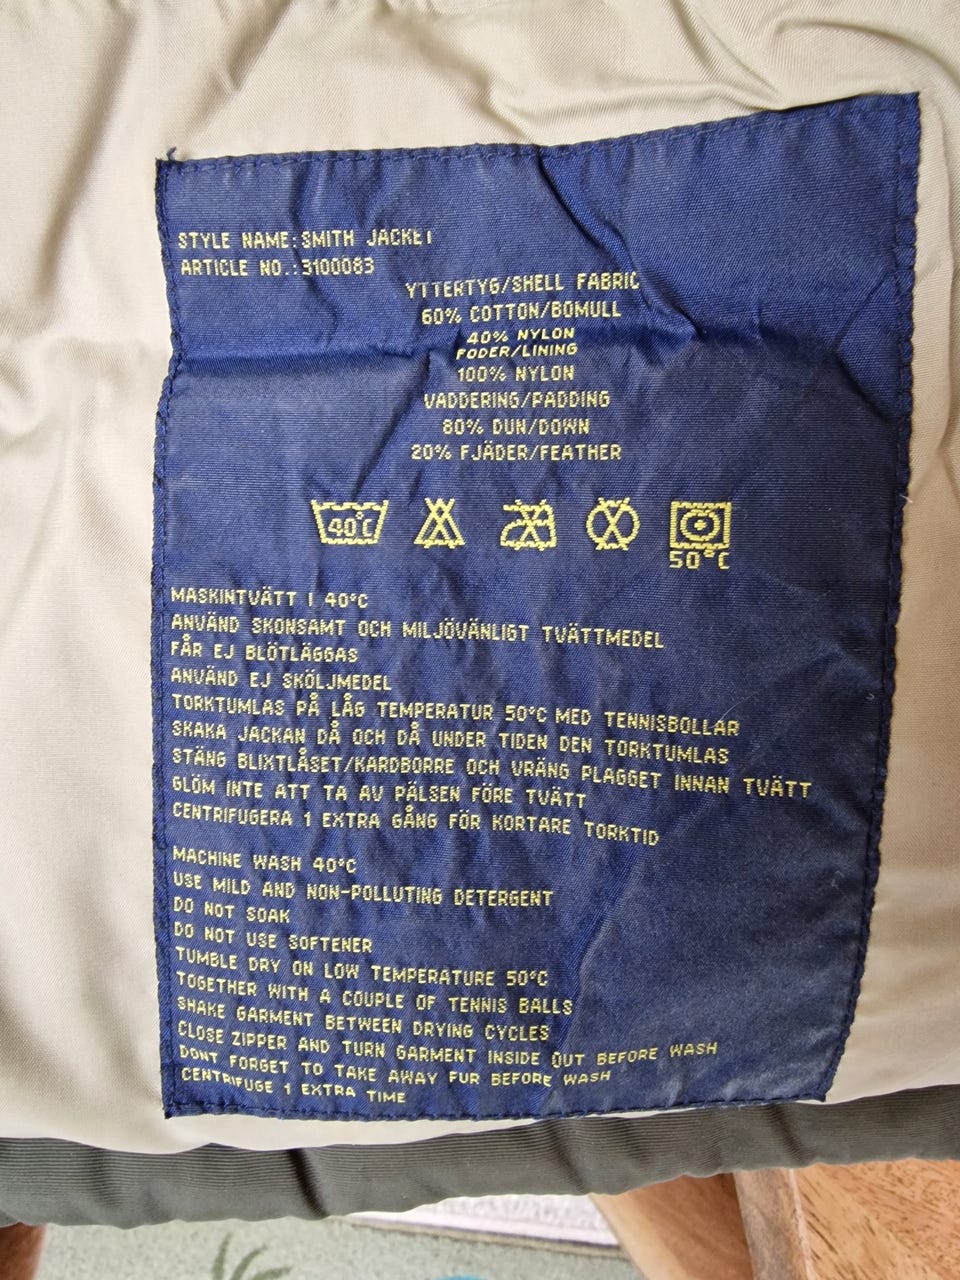 STYLE NAME:SMITH JACKET
ARTICLE NO.:3100083
YTTERTYG/SHELL FABRIC
60% COTTON/BOMULL
40% NYLON
FODER/LINING
100% NYLON
VADDERING/PADDING
80% DUN/DOWN
20% FJÄDER/FEATHER
40°C
50°C
MASKINTVÄTT I 40°C
ANVÄND SKONSAMT OCH MILJÖVÄNLIGT TVÄTTMEDEL
FÅR EJ BLÖTLÄGGAS
ANVÄND EJ SKÖLJMEDEL
TORKTUMLAS PÅ LÅG TEMPERATUR 50°C MED TENNISBOLLAR
SKAKA JACKAN DÅ OCH DÅ UNDER TIDEN DEN TORKTUMLAS
STÄNG BLIXTLÅSET/KARDBORRE OCH VRÄNG PLAGGET INNAN TVÄTT
GLÖM INTE ATT TA AV PÄLSEN FÖRE TVÄTT
CENTRIFUGERA 1 EXTRA GÅNG FÖR KORTARE TORKTID
MACHINE WASH 40°C
USE MILD AND NON-POLLUTING DETERGENT
DO NOT SOAK
DO NOT USE SOFTENER
TUMBLE DRY ON LOW TEMPERATURE 50°C
TOGETHER WITH A COUPLE OF TENNIS BALLS
SHAKE GARMENT BETWEEN DRYING CYCLES
CLOSE ZIPPER AND TURN GARMENT INSIDE OUT BEFORE WASH
DONT FORGET TO TAKE AWAY FUR BEFORE WASH
CENTRIFUGE 1 EXTRA TIME